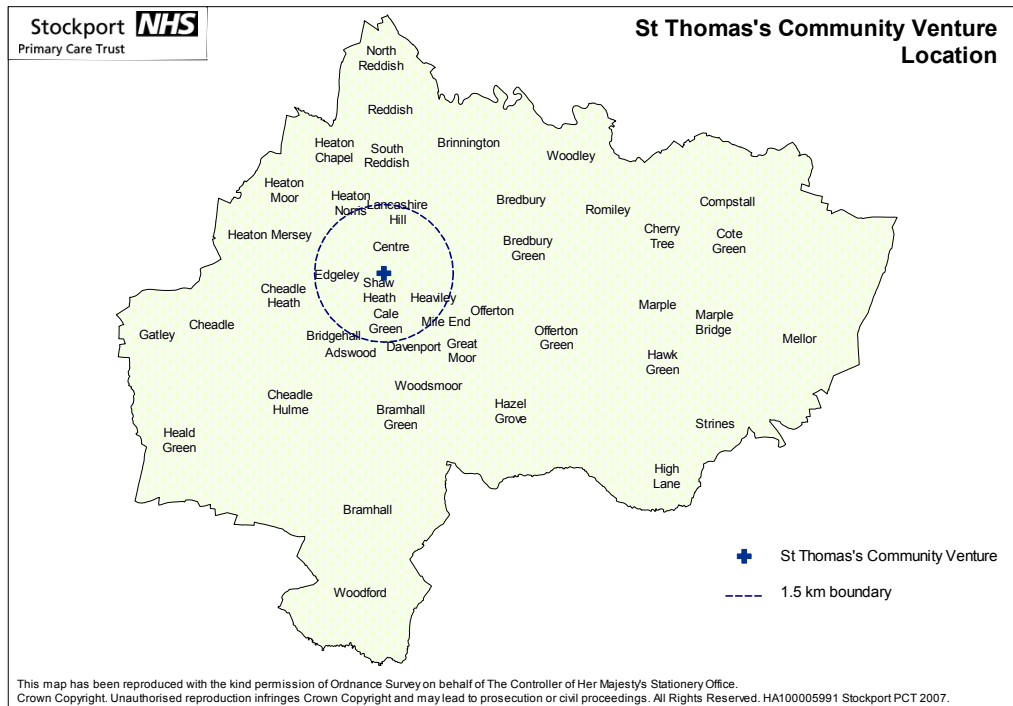 Stockport NHS
Primary Care Trust
St Thomas's Community Venture
Location
North
Reddish
Reddish
Heaton
Chapel
South
Reddish
Brinnington
Woodley
Heaton
Moor
Heaton
Norris
Lancashire
Hill
Bredbury
Romiley
Compstall
Heaton Mersey
Centre
Bredbury
Green
Cherry
Tree
Cote
Green
Edgeley
Shaw
Heath
Cheadle
Heath
Heaviley
Cale
Green
Mile End
Offerton
Marple
Marple
Bridge
Gatley
Cheadle
Bridgehall
Adswood
Davenport
Great
Moor
Offerton
Green
Hawk
Green
Mellor
Cheadle
Hulme
Woodsmoor
Bramhall
Green
Hazel
Grove
Strines
Heald
Green
High
Lane
Bramhall
Woodford
St Thomas's Community Venture
1.5 km boundary
This map has been reproduced with the kind permission of Ordnance Survey on behalf of The Controller of Her Majesty's Stationery Office.
Crown Copyright. Unauthorised reproduction infringes Crown Copyright and may lead to prosecution or civil proceedings. All Rights Reserved. HA100005991 Stockport PCT 2007.